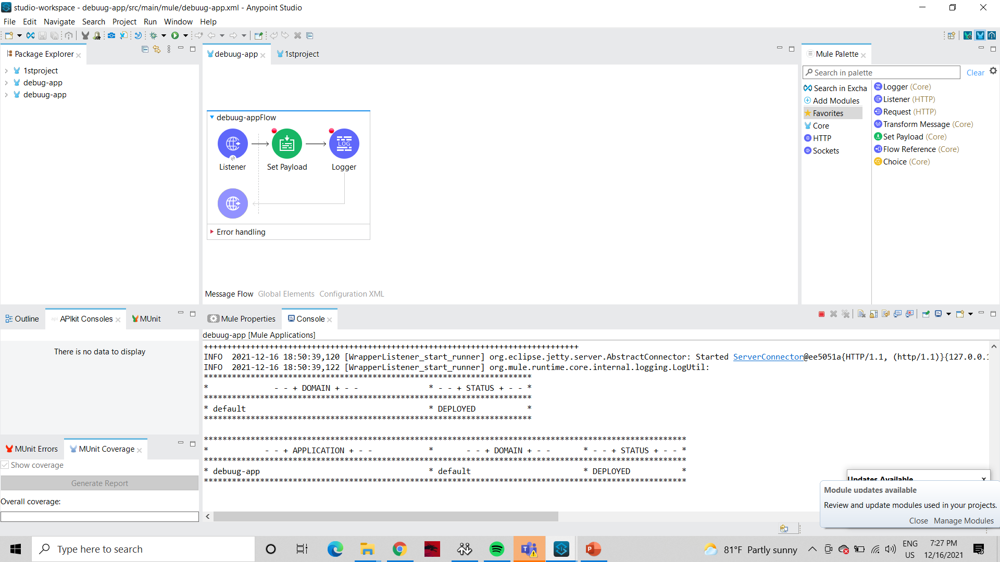 studio-workspace - debuug-app/src/main/mule/debuug-app.xml - Anypoint Studio
File Edit Navigate Search Project Run Window Help
Package Explorer
1stproject
debug-app
debuug-app
debuug-app 1stproject
debuug-appFlow
Listener Set Payload Logger
LOG
Error handling
Message Flow Global Elements Configuration XML
Mule Palette
Search in palette Clear
Search in Excha
Add Modules
Favorites
Core
HTTP
Sockets
Logger (Core)
Listener (HTTP)
Request (HTTP)
Transform Message (Core)
Set Payload (Core)
Flow Reference (Core)
Choice (Core)
Outline APIkit Consoles MUnit
There is no data to display
MUnit Errors MUnit Coverage
Show coverage
Generate Report
Overall coverage:
Mule Properties Console
debuug-app [Mule Applications]
++++++++++++++++++++++++++++++++++++++++++++++++++++++++++++++++++++++++++++++++
INFO  2021-12-16 18:50:39,120 [WrapperListener_start_runner] org.eclipse.jetty.server.AbstractConnector: Started ServerConnector@ee5051a{HTTP/1.1, (http/1.1)}{127.0.0.1
INFO  2021-12-16 18:50:39,122 [WrapperListener_start_runner] org.mule.runtime.core.internal.logging.LogUtil:
**********************************************************************
*              - - + DOMAIN + - -               * - - + STATUS + - - *
**********************************************************************
* default                                       * DEPLOYED           *
**********************************************************************
*******************************************************************************************************
*            - - + APPLICATION + - -            *       - - + DOMAIN + - -       * - - + STATUS + - - *
*******************************************************************************************************
* debuug-app                                    * default                        * DEPLOYED           *
*******************************************************************************************************
Updates Available
Module updates available
Review and update modules used in your projects.
Close Manage Modules
Type here to search
81°F Partly sunny
ENG
US
7:27 PM
12/16/2021